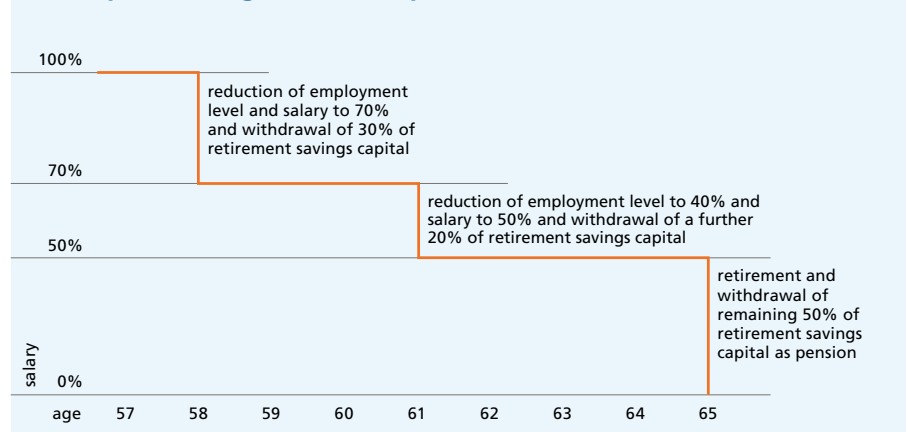 100%
reduction of employment
level and salary to 70%
and withdrawal of 30% of
retirement savings capital
70%
reduction of employment level to 40% and
salary to 50% and withdrawal of a further
20% of retirement savings capital
50%
retirement and
withdrawal of
remaining 50% of
retirement savings
capital as pension
salary
0%
age 57 58 59 60 61 62 63 64 65